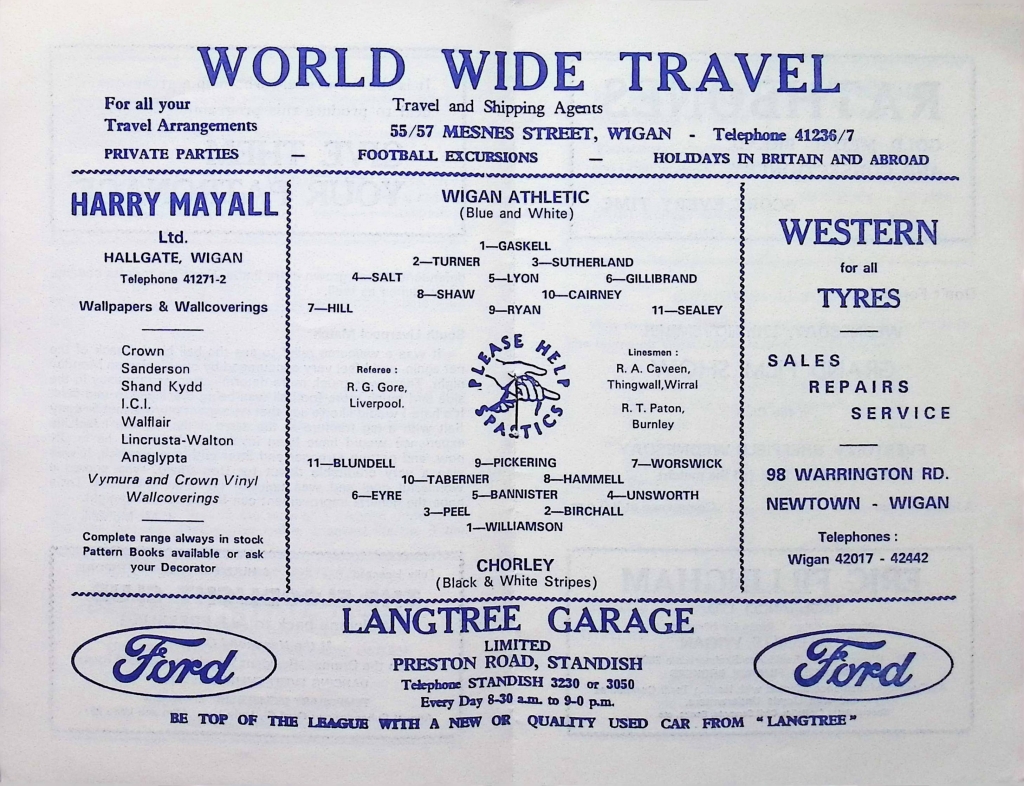 WORLD WIDE TRAVEL
For all your
Travel Arrangements
Travel and Shipping Agents
55/57 MESNES STREET, WIGAN - Telephone 41236/7
PRIVATE PARTIES — FOOTBALL EXCURSIONS — HOLIDAYS IN BRITAIN AND ABROAD
HARRY MAYALL
Ltd.
HALLGATE, WIGAN
Telephone 41271-2
Wallpapers & Wallcoverings
Crown
Sanderson
Shand Kydd
I.C.I.
Walflair
Lincrusta-Walton
Anaglypta
Vymura and Crown Vinyl
Wallcoverings
Complete range always in stock
Pattern Books available or ask
your Decorator
WIGAN ATHLETIC
(Blue and White)
1—GASKELL
2—TURNER 3—SUTHERLAND
4—SALT 5—LYON 6—GILLIBRAND
8—SHAW 10—CAIRNEY
7—HILL 9—RYAN 11—SEALEY
Referee :
R. G. Gore,
Liverpool.
PLEASE HELP
SPASTICS
Linesmen :
R. A. Caveen,
Thingwall,Wirral
R. T. Paton,
Burnley
11—BLUNDELL 9—PICKERING 7—WORSWICK
10—TABERNER 8—HAMMELL
6—EYRE 5—BANNISTER 4—UNSWORTH
3—PEEL 2—BIRCHALL
1—WILLIAMSON
CHORLEY
(Black & White Stripes)
WESTERN
for all
TYRES
SALES
REPAIRS
SERVICE
98 WARRINGTON RD.
NEWTOWN - WIGAN
Telephones :
Wigan 42017 - 42442
Ford
LANGTREE GARAGE
LIMITED
PRESTON ROAD, STANDISH
Telephone STANDISH 3230 or 3050
Every Day 8-30 a.m. to 9-0 p.m.
Ford
BE TOP OF THE LEAGUE WITH A NEW OR QUALITY USED CAR FROM "LANGTREE"